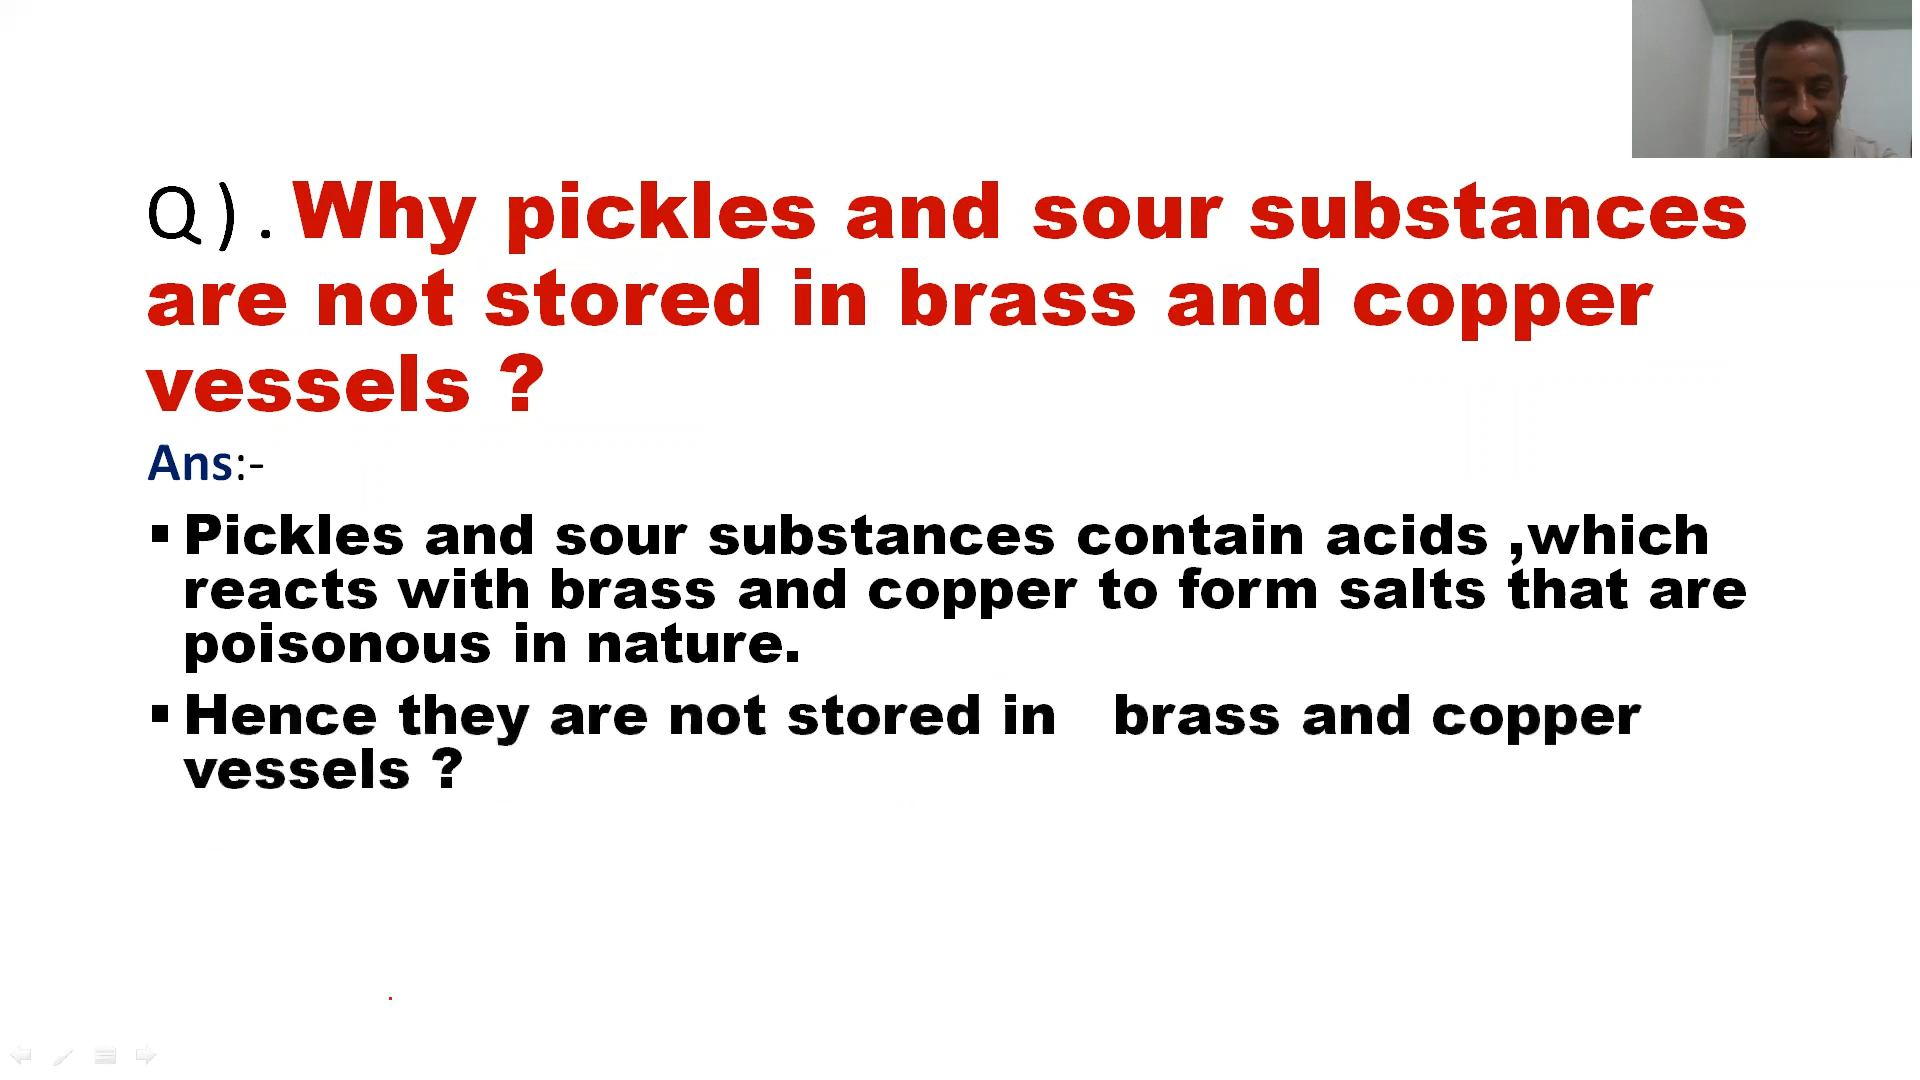 Q ) . Why pickles and sour substances
are not stored in brass and copper
vessels ?
Ans:-
▪ Pickles and sour substances contain acids ,which
reacts with brass and copper to form salts that are
poisonous in nature.
▪ Hence they are not stored in   brass and copper
vessels ?